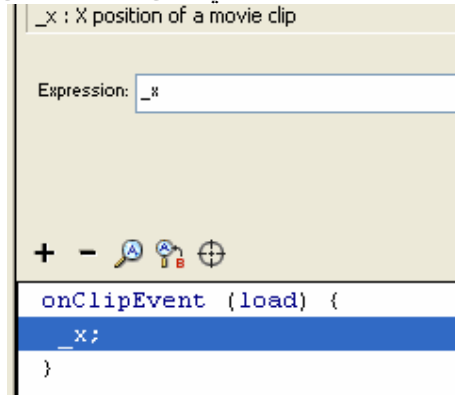 _x : X position of a movie clip
Expression: _x
onClipEvent (load) {
_x;
}